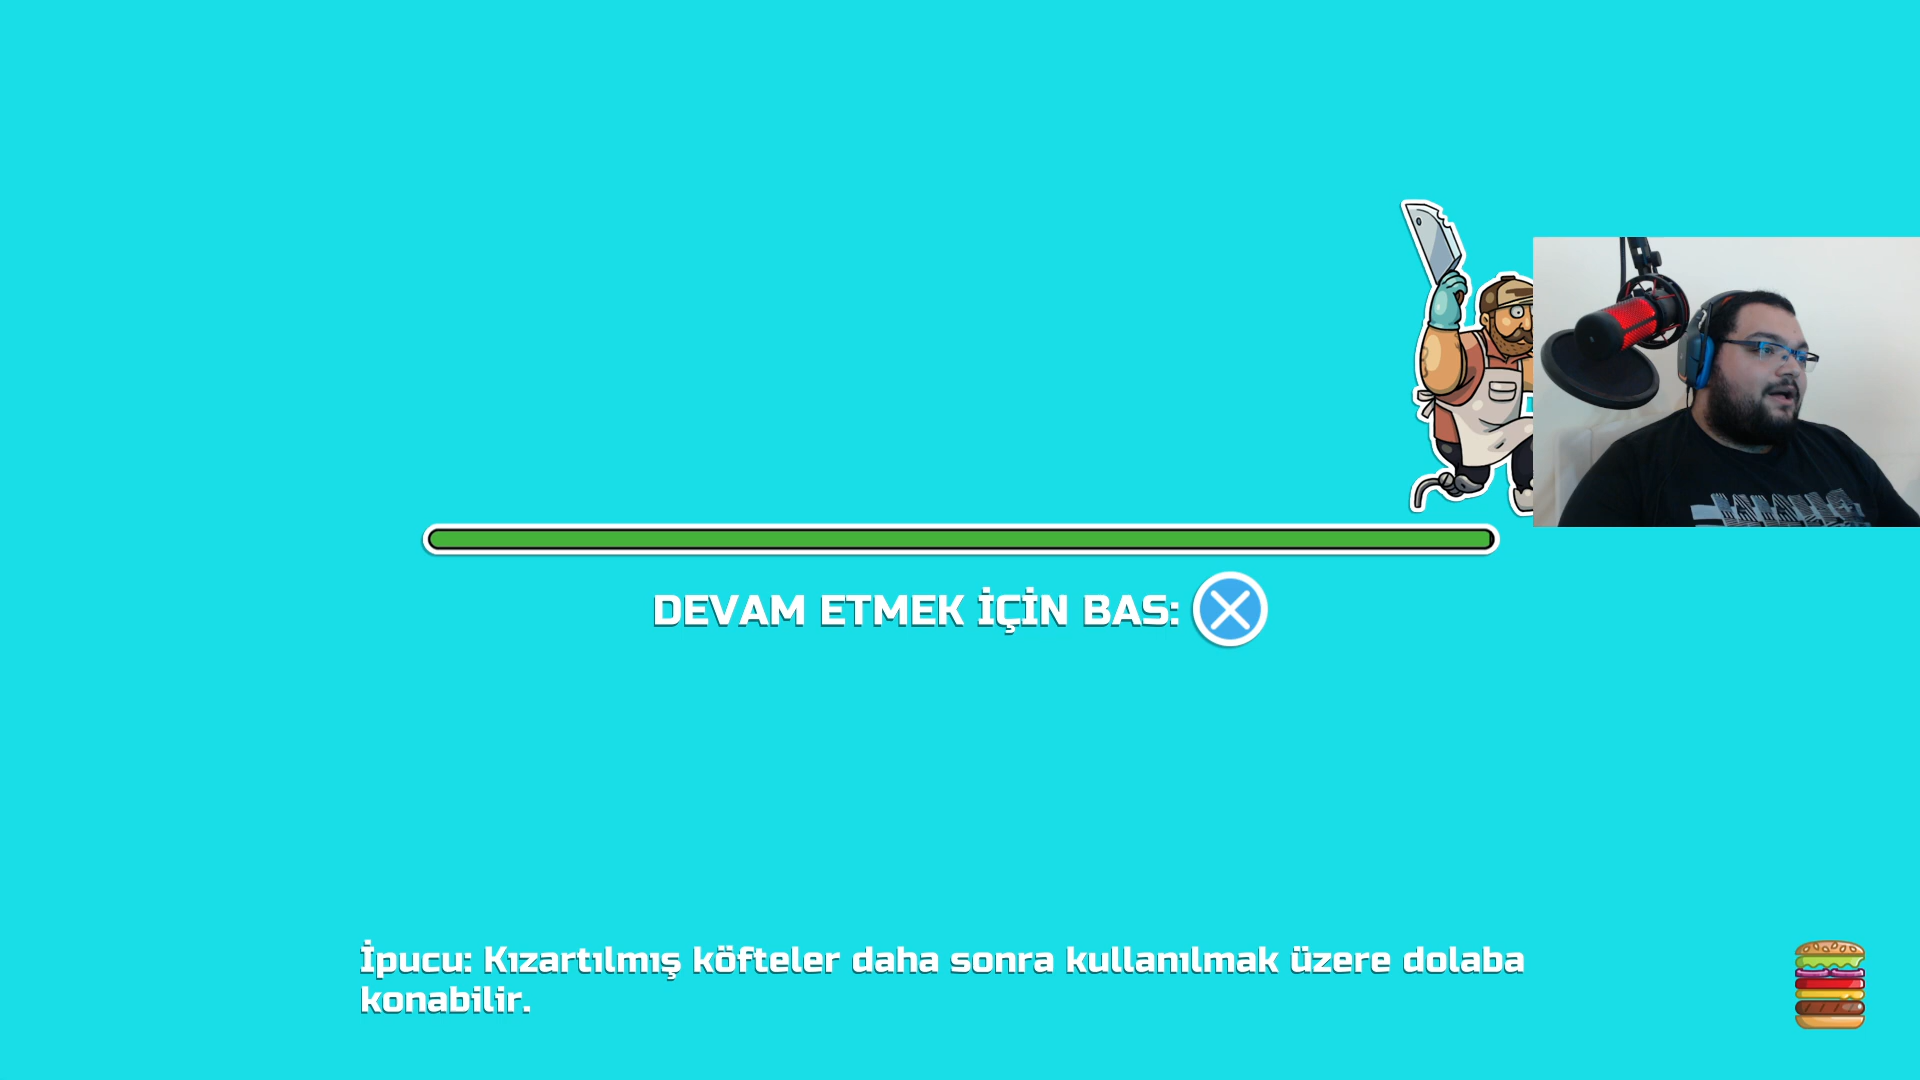 DEVAM ETMEK İÇİN BAS:
İpucu: Kızartılmış köfteler daha sonra kullanılmak üzere dolaba
konabilir.